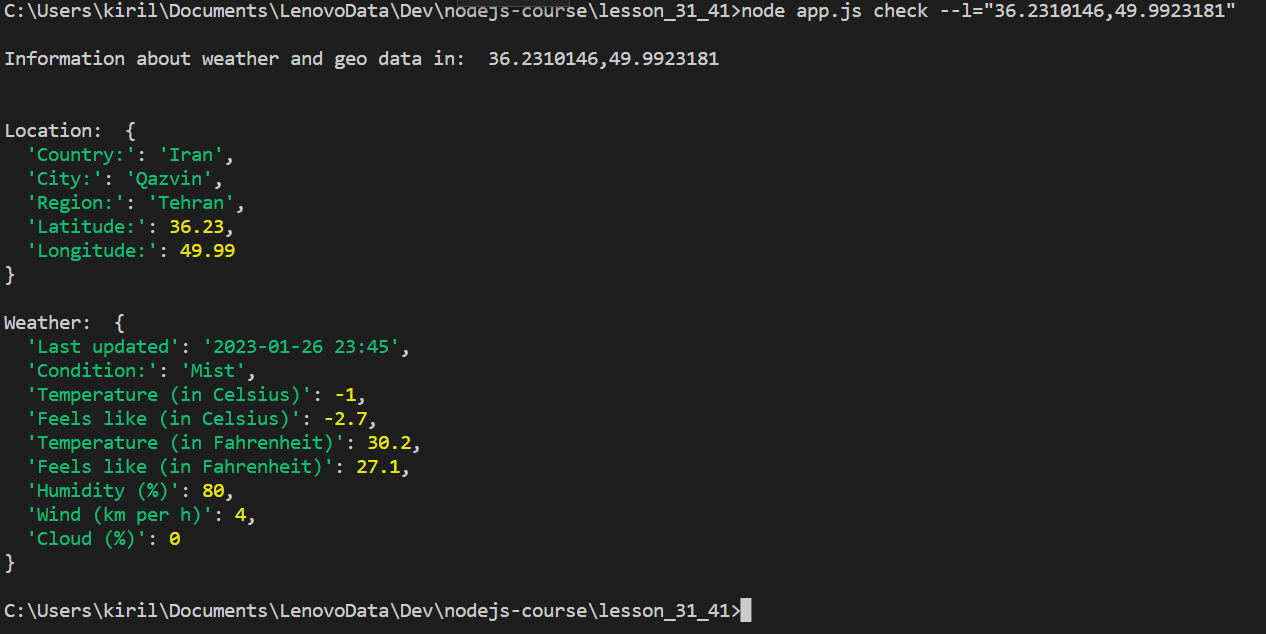 C:\Users\kiril\Documents\LenovoData\Dev\nodejs-course\lesson_31_41>node app.js check --l="36.2310146,49.9923181"
Information about weather and geo data in:  36.2310146,49.9923181
Location:  {
  'Country:': 'Iran',
  'City:': 'Qazvin',
  'Region:': 'Tehran',
  'Latitude:': 36.23,
  'Longitude:': 49.99
}
Weather:  {
  'Last updated': '2023-01-26 23:45',
  'Condition:': 'Mist',
  'Temperature (in Celsius)': -1,
  'Feels like (in Celsius)': -2.7,
  'Temperature (in Fahrenheit)': 30.2,
  'Feels like (in Fahrenheit)': 27.1,
  'Humidity (%)': 80,
  'Wind (km per h)': 4,
  'Cloud (%)': 0
}
C:\Users\kiril\Documents\LenovoData\Dev\nodejs-course\lesson_31_41>